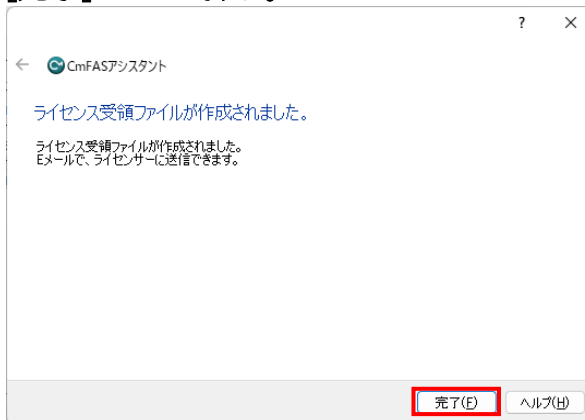 ?
CmFASアシスタント
ライセンス受領ファイルが作成されました。
ライセンス受領ファイルが作成されました。
Eメールで、ライセンサーに送信できます。
完了(F) ヘルプ(H)